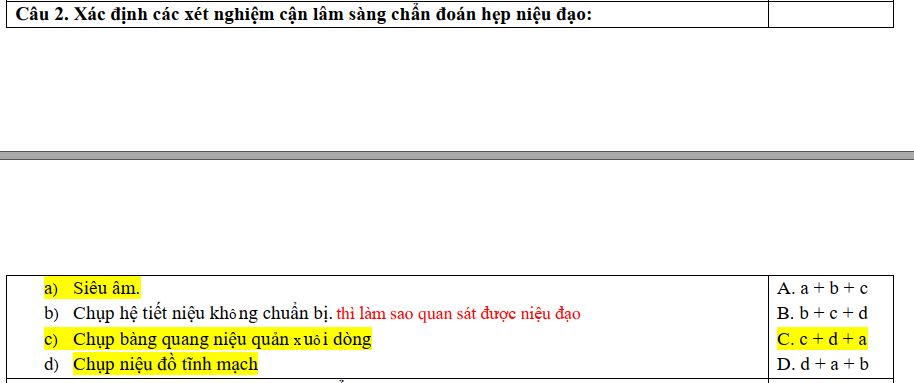 Câu 2. Xác định các xét nghiệm cận lâm sàng chẩn đoán hẹp niệu đạo:
a) Siêu âm.
A. a + b + c
b) Chụp hệ tiết niệu không chuẩn bị. thì làm sao quan sát được niệu đạo
B. b + c + d
c) Chụp bàng quang niệu quản xuôi dòng
C. c + d + a
d) Chụp niệu đồ tĩnh mạch
D. d + a + b